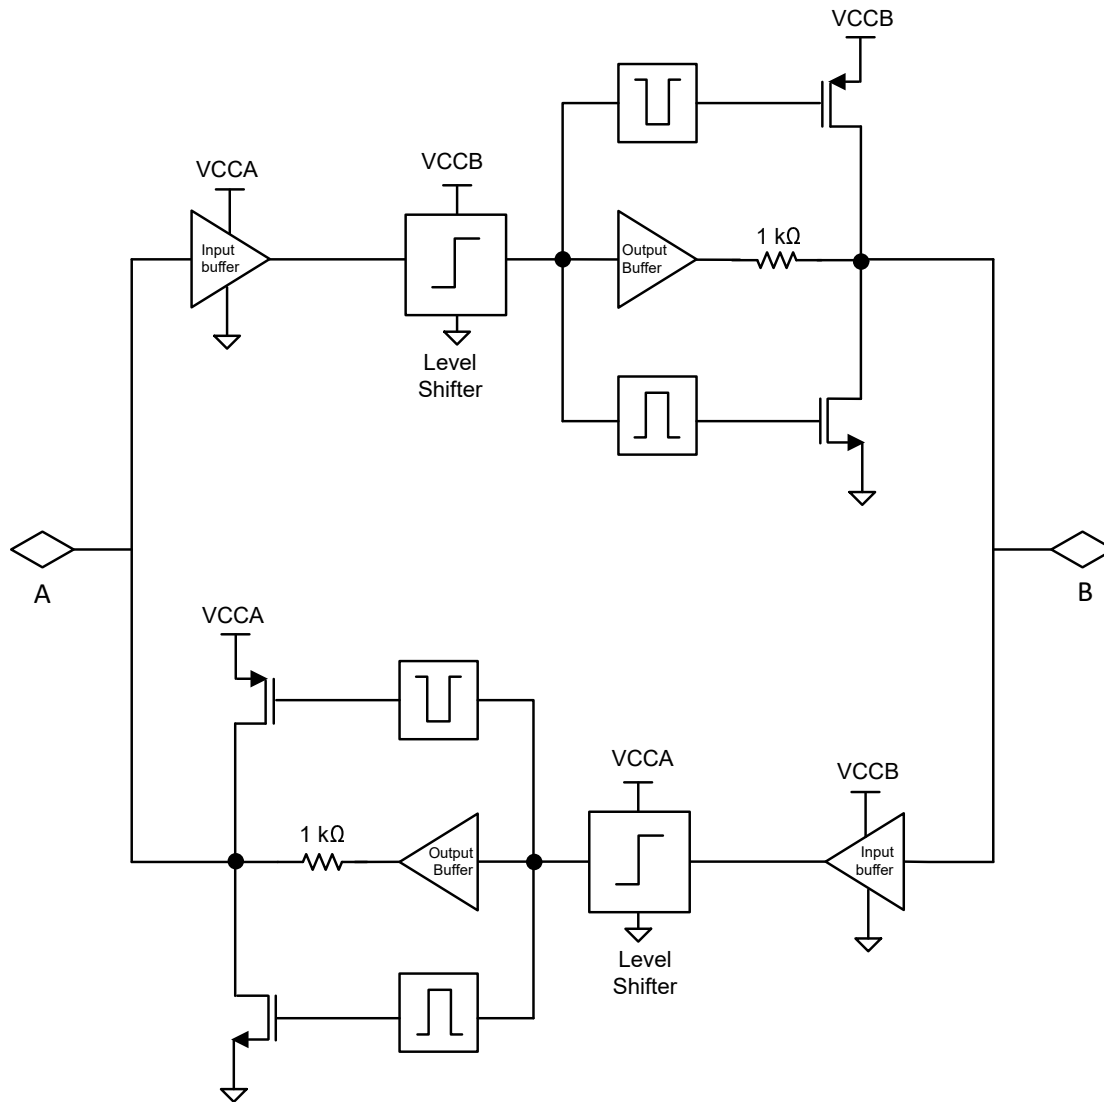 VCCB
VCCA
VCCB
Input
buffer
Output
Buffer
1 kΩ
Level
Shifter
A
B
VCCA
VCCA
VCCB
1 kΩ
Output
Buffer
Input
buffer
Level
Shifter